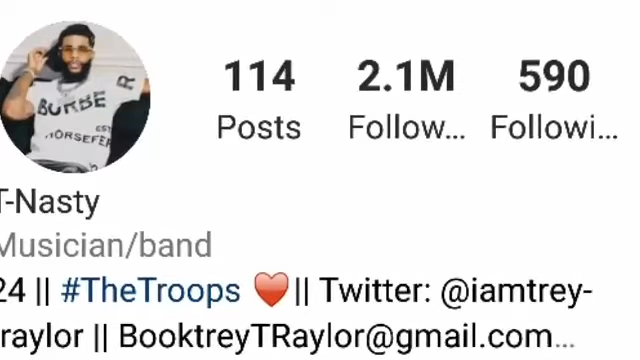 114 2.1M 590
Posts Follow... Followi...
BURBE R
EST
HORSEFER
T-Nasty
Musician/band
24 || #TheTroops ❤️|| Twitter: @iamtrey-
raylor || BooktreyTRaylor@gmail.com...